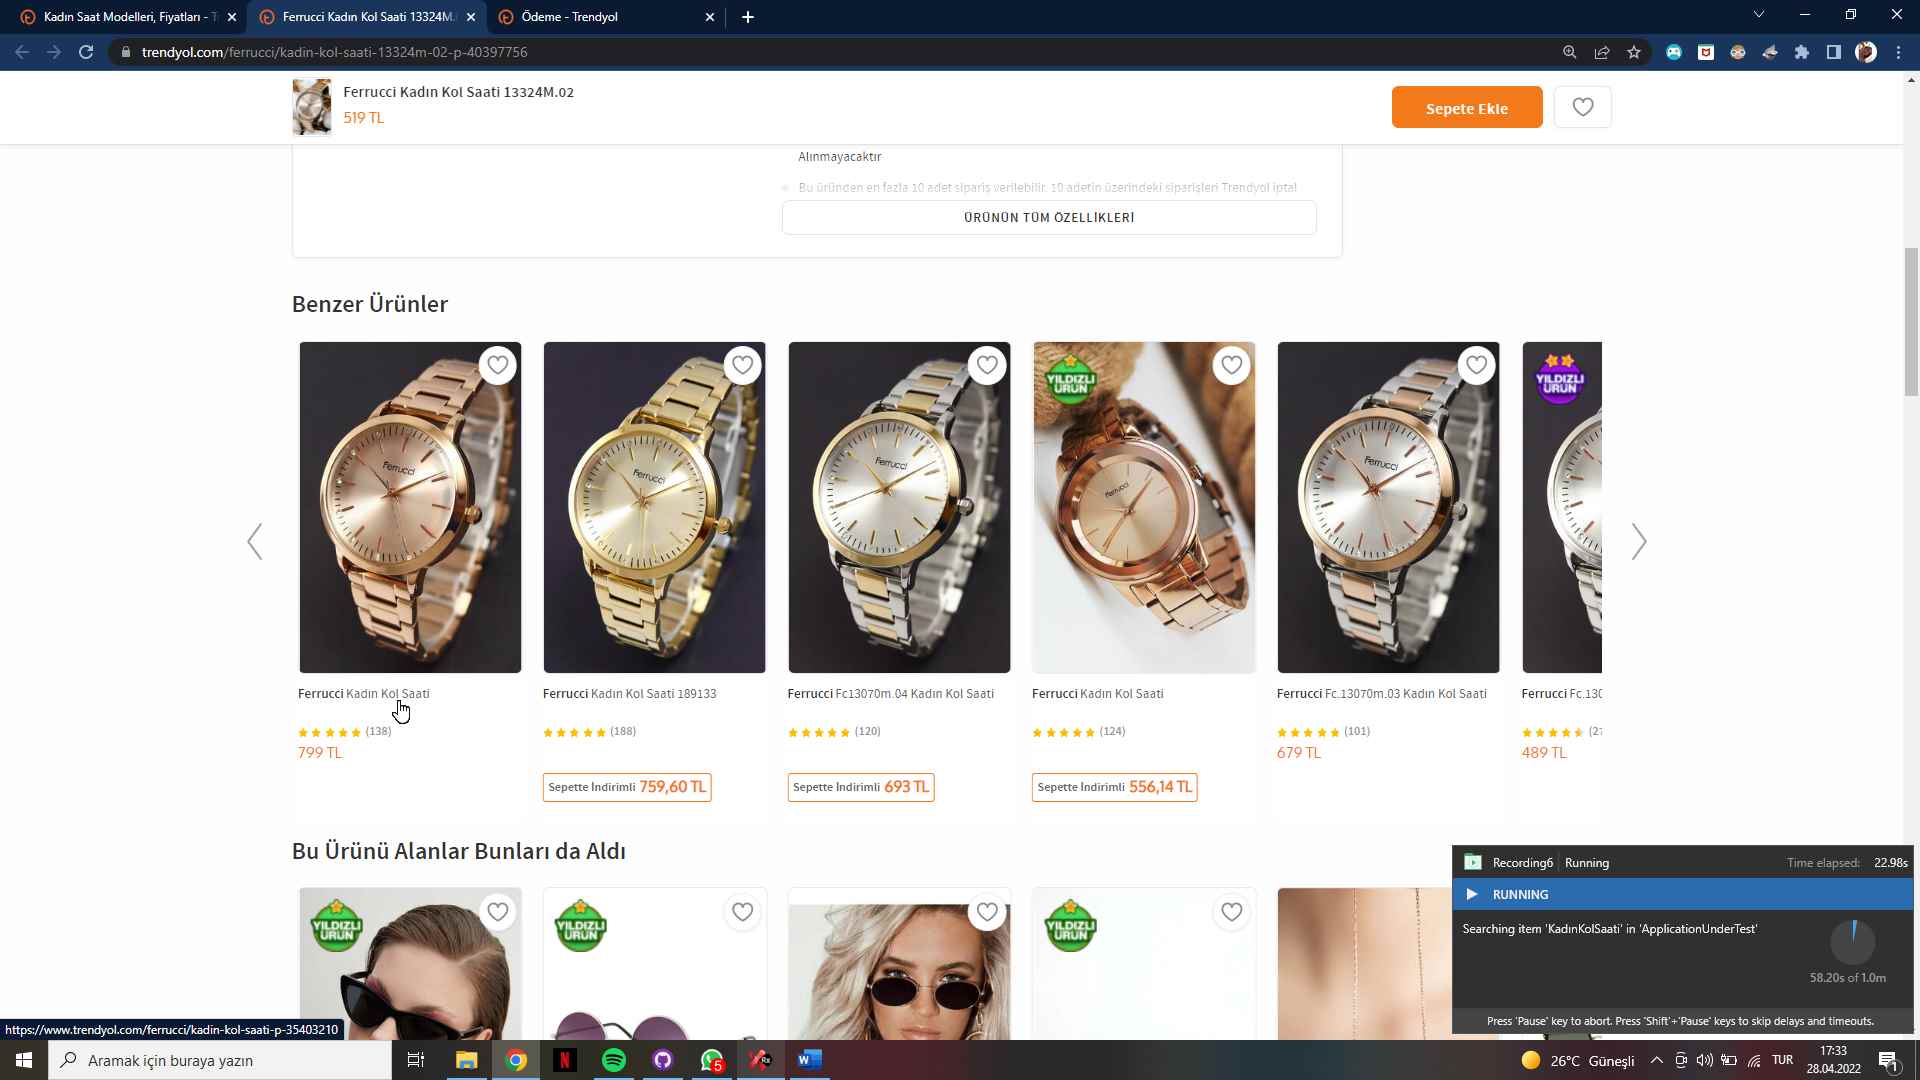 Kadın Saat Modelleri, Fiyatları - T
Ferrucci Kadın Kol Saati 13324M.
Ödeme - Trendyol
trendyol.com/ferrucci/kadin-kol-saati-13324m-02-p-40397756
Ferrucci Kadın Kol Saati 13324M.02
519 TL
Sepete Ekle
Alınmayacaktır
Bu üründen en fazla 10 adet sipariş verilebilir. 10 adetin üzerindeki siparişleri Trendyol iptal
ÜRÜNÜN TÜM ÖZELLİKLERİ
Benzer Ürünler
YILDIZLI ÜRÜN
YILDIZLI ÜRÜN
Ferrucci
Ferrucci
Ferrucci
Ferrucci
Ferrucci
Ferrucci Kadın Kol Saati
Ferrucci Kadın Kol Saati 189133
Ferrucci Fc13070m.04 Kadın Kol Saati
Ferrucci Kadın Kol Saati
Ferrucci Fc.13070m.03 Kadın Kol Saati
Ferrucci Fc.130
(138)
(188)
(120)
(124)
(101)
799 TL
679 TL
489 TL
Sepette İndirimli 759,60 TL
Sepette İndirimli 693 TL
Sepette İndirimli 556,14 TL
Bu Ürünü Alanlar Bunları da Aldı
YILDIZLI ÜRÜN
YILDIZLI ÜRÜN
YILDIZLI ÜRÜN
Recording6 Running
Time elapsed: 22.98s
RUNNING
Searching item 'KadınKolSaati' in 'ApplicationUnderTest'
58.20s of 1.0m
Press 'Pause' key to abort. Press 'Shift'+'Pause' keys to skip delays and timeouts.
https://www.trendyol.com/ferrucci/kadin-kol-saati-p-35403210
Aramak için buraya yazın
N
5
Rx
W
26°C Güneşli
TUR
17:33
28.04.2022
1